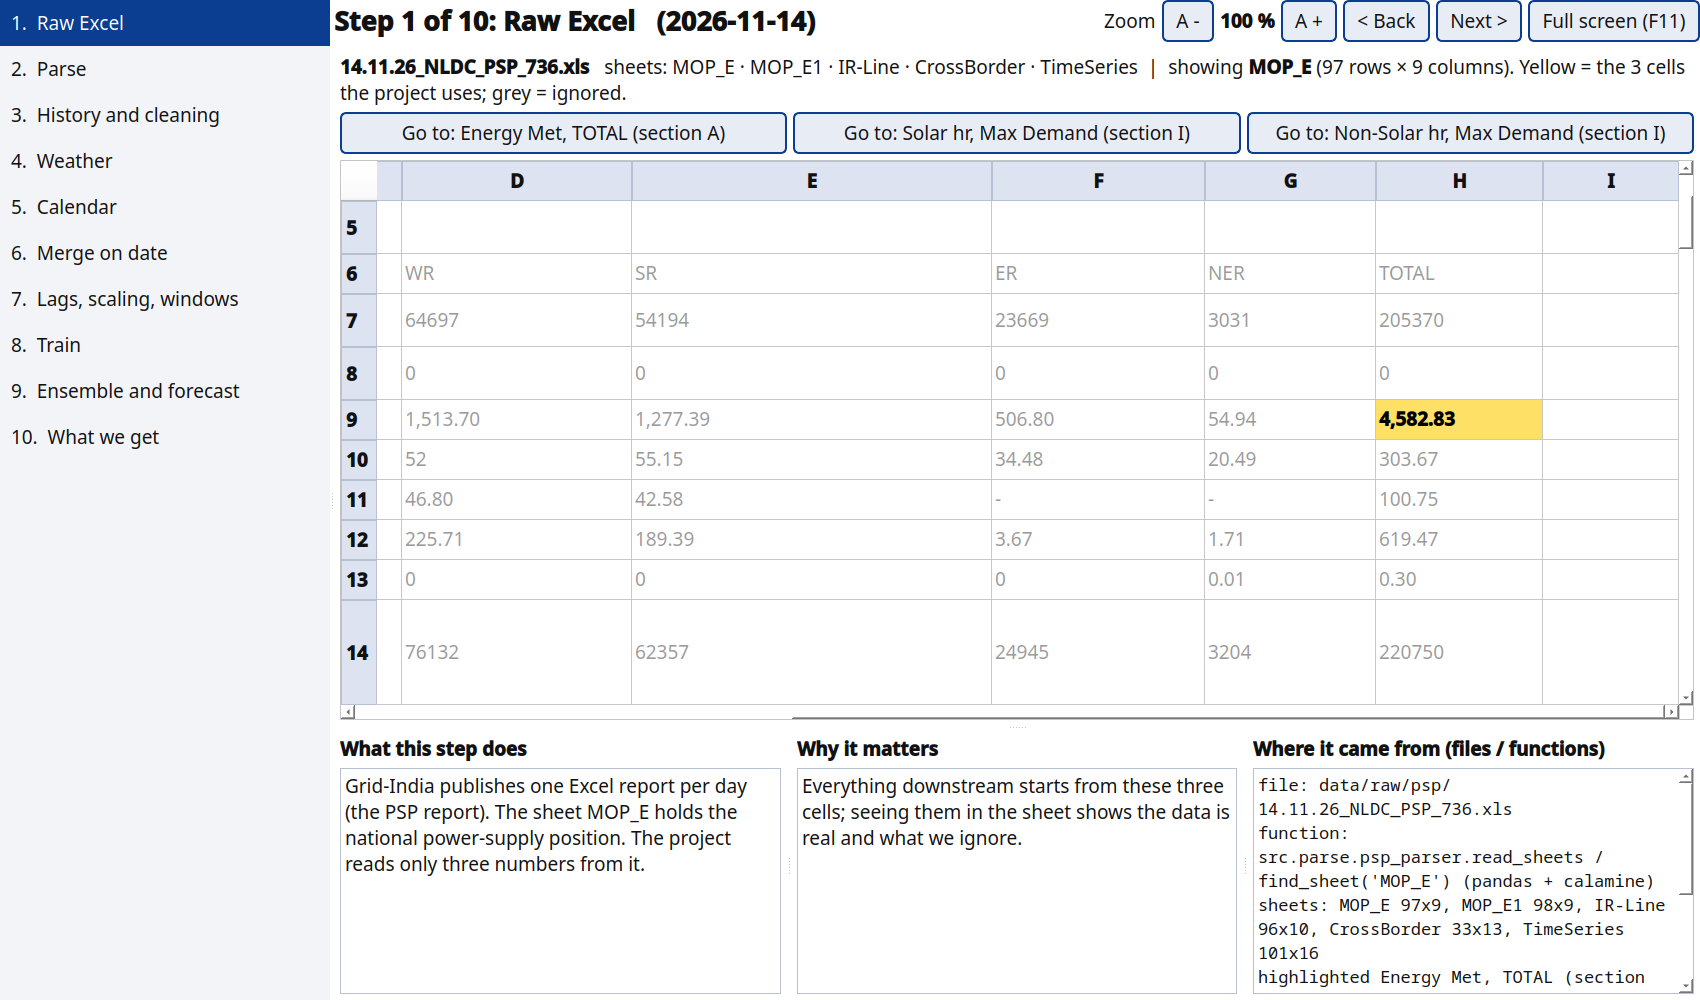 1. Raw Excel
2. Parse
3. History and cleaning
4. Weather
5. Calendar
6. Merge on date
7. Lags, scaling, windows
8. Train
9. Ensemble and forecast
10. What we get
Step 1 of 10: Raw Excel (2026-11-14)
Zoom A - 100 % A + < Back Next > Full screen (F11)
14.11.26_NLDC_PSP_736.xls sheets: MOP_E · MOP_E1 · IR-Line · CrossBorder · TimeSeries | showing MOP_E (97 rows × 9 columns). Yellow = the 3 cells
the project uses; grey = ignored.
Go to: Energy Met, TOTAL (section A)
Go to: Solar hr, Max Demand (section I)
Go to: Non-Solar hr, Max Demand (section I)
D E F G H I
5
6 WR SR ER NER TOTAL
7 64697 54194 23669 3031 205370
8 0 0 0 0 0
9 1,513.70 1,277.39 506.80 54.94 4,582.83
10 52 55.15 34.48 20.49 303.67
11 46.80 42.58 - - 100.75
12 225.71 189.39 3.67 1.71 619.47
13 0 0 0 0.01 0.30
14 76132 62357 24945 3204 220750
What this step does
Grid-India publishes one Excel report per day
(the PSP report). The sheet MOP_E holds the
national power-supply position. The project
reads only three numbers from it.
Why it matters
Everything downstream starts from these three
cells; seeing them in the sheet shows the data is
real and what we ignore.
Where it came from (files / functions)
file: data/raw/psp/
14.11.26_NLDC_PSP_736.xls
function:
src.parse.psp_parser.read_sheets /
find_sheet('MOP_E') (pandas + calamine)
sheets: MOP_E 97x9, MOP_E1 98x9, IR-Line
96x10, CrossBorder 33x13, TimeSeries
101x16
highlighted Energy Met, TOTAL (section